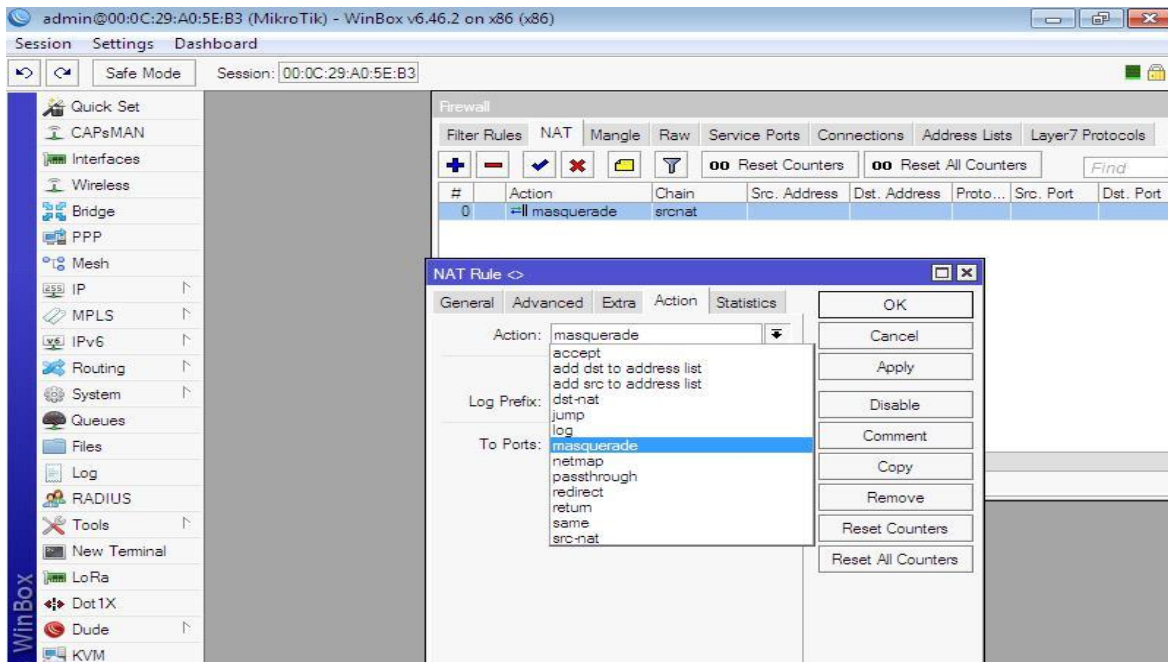 admin@00:0C:29:A0:5E:B3 (MikroTik) - WinBox v6.46.2 on x86 (x86)
Session Settings Dashboard
Safe Mode Session: 00:0C:29:A0:5E:B3
Quick Set
CAPsMAN
Interfaces
Wireless
Bridge
PPP
Mesh
IP
MPLS
IPv6
Routing
System
Queues
Files
Log
RADIUS
Tools
New Terminal
LoRa
Dot1X
Dude
KVM
WinBox
Firewall
Filter Rules NAT Mangle Raw Service Ports Connections Address Lists Layer7 Protocols
00 Reset Counters 00 Reset All Counters Find
# Action Chain Src. Address Dst. Address Proto... Src. Port Dst. Port
0 masquerade srcnat
NAT Rule <>
General Advanced Extra Action Statistics
Action: masquerade
accept
add dst to address list
add src to address list
Log Prefix: dst-nat
jump
log
To Ports: masquerade
netmap
passthrough
redirect
return
same
src-nat
OK
Cancel
Apply
Disable
Comment
Copy
Remove
Reset Counters
Reset All Counters